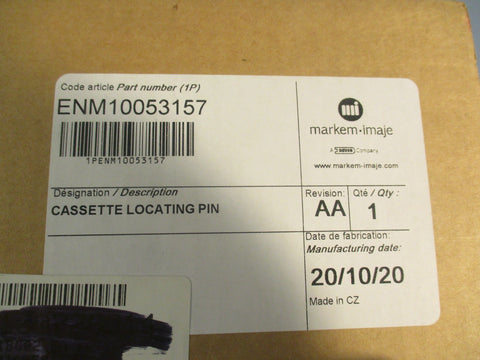 Code article Part number (1P)
ENM10053157
1PENM10053157
mi
markem·imaje
A DOVER Company
www.markem-imaje.com
Désignation / Description
CASSETTE LOCATING PIN
Revision:
AA
Qté / Qty :
1
Date de fabrication:
Manufacturing date:
20/10/20
Made in CZ